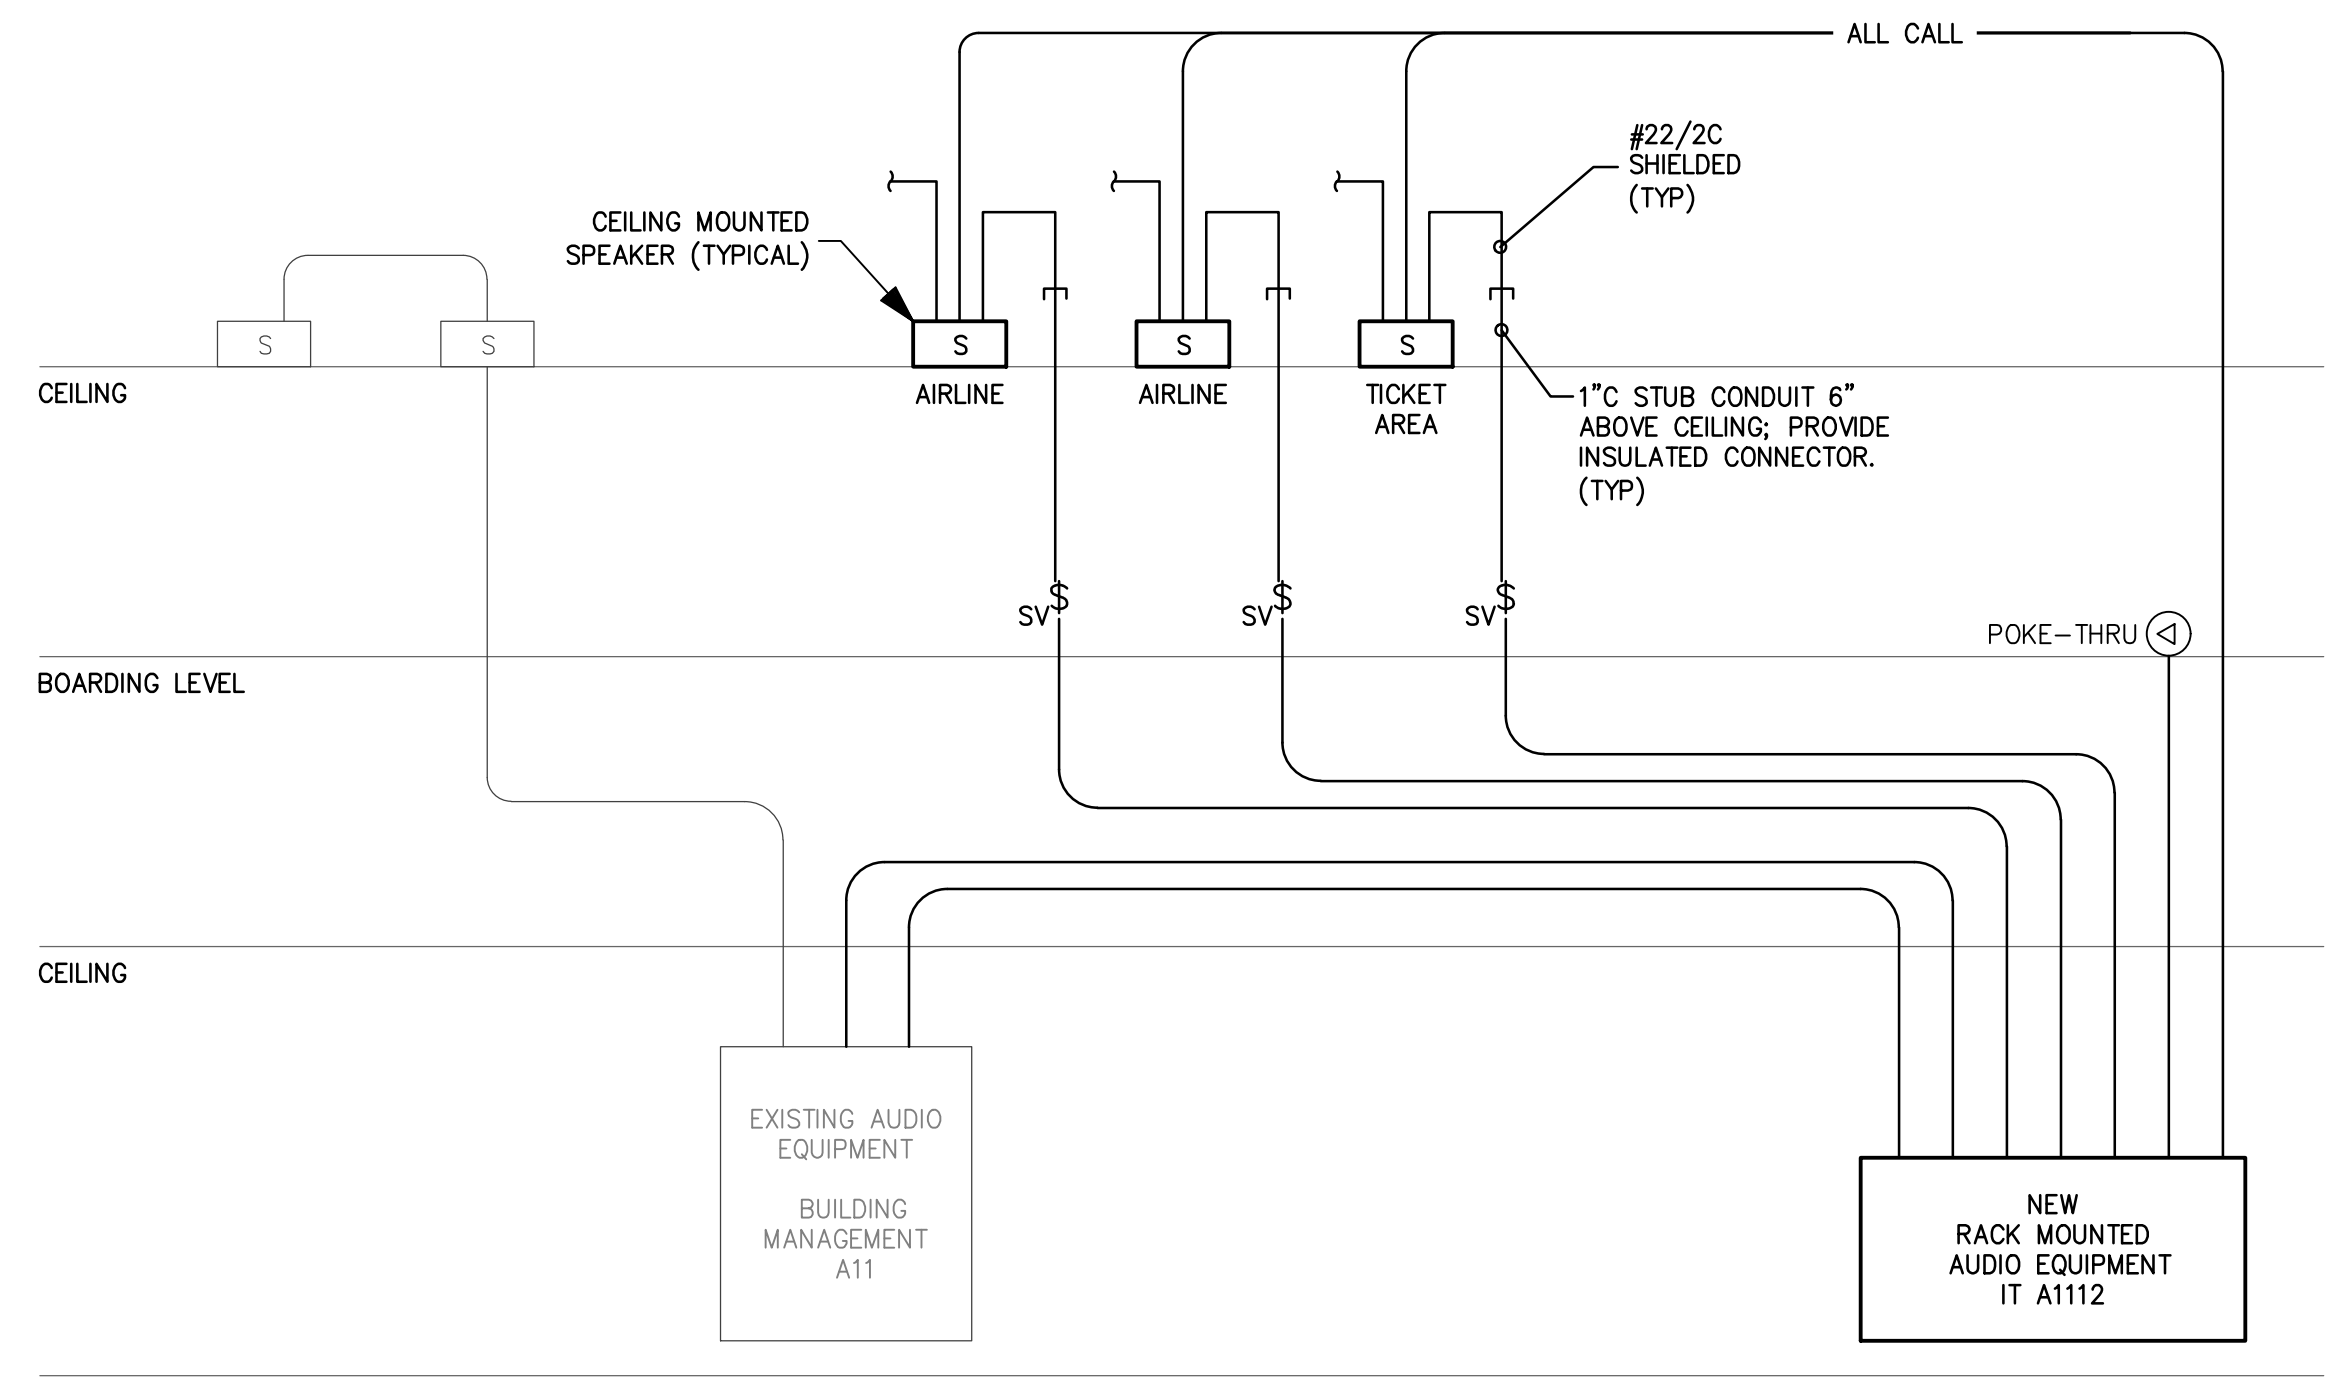 ALL CALL
#22/2C
SHIELDED
(TYP)
CEILING MOUNTED
SPEAKER (TYPICAL)
S
S
S
S
S
CEILING
AIRLINE
AIRLINE
TICKET
AREA
1"C STUB CONDUIT 6"
ABOVE CEILING; PROVIDE
INSULATED CONNECTOR.
(TYP)
SV$
SV$
SV$
POKE-THRU
BOARDING LEVEL
CEILING
EXISTING AUDIO
EQUIPMENT
BUILDING
MANAGEMENT
A11
NEW
RACK MOUNTED
AUDIO EQUIPMENT
IT A1112